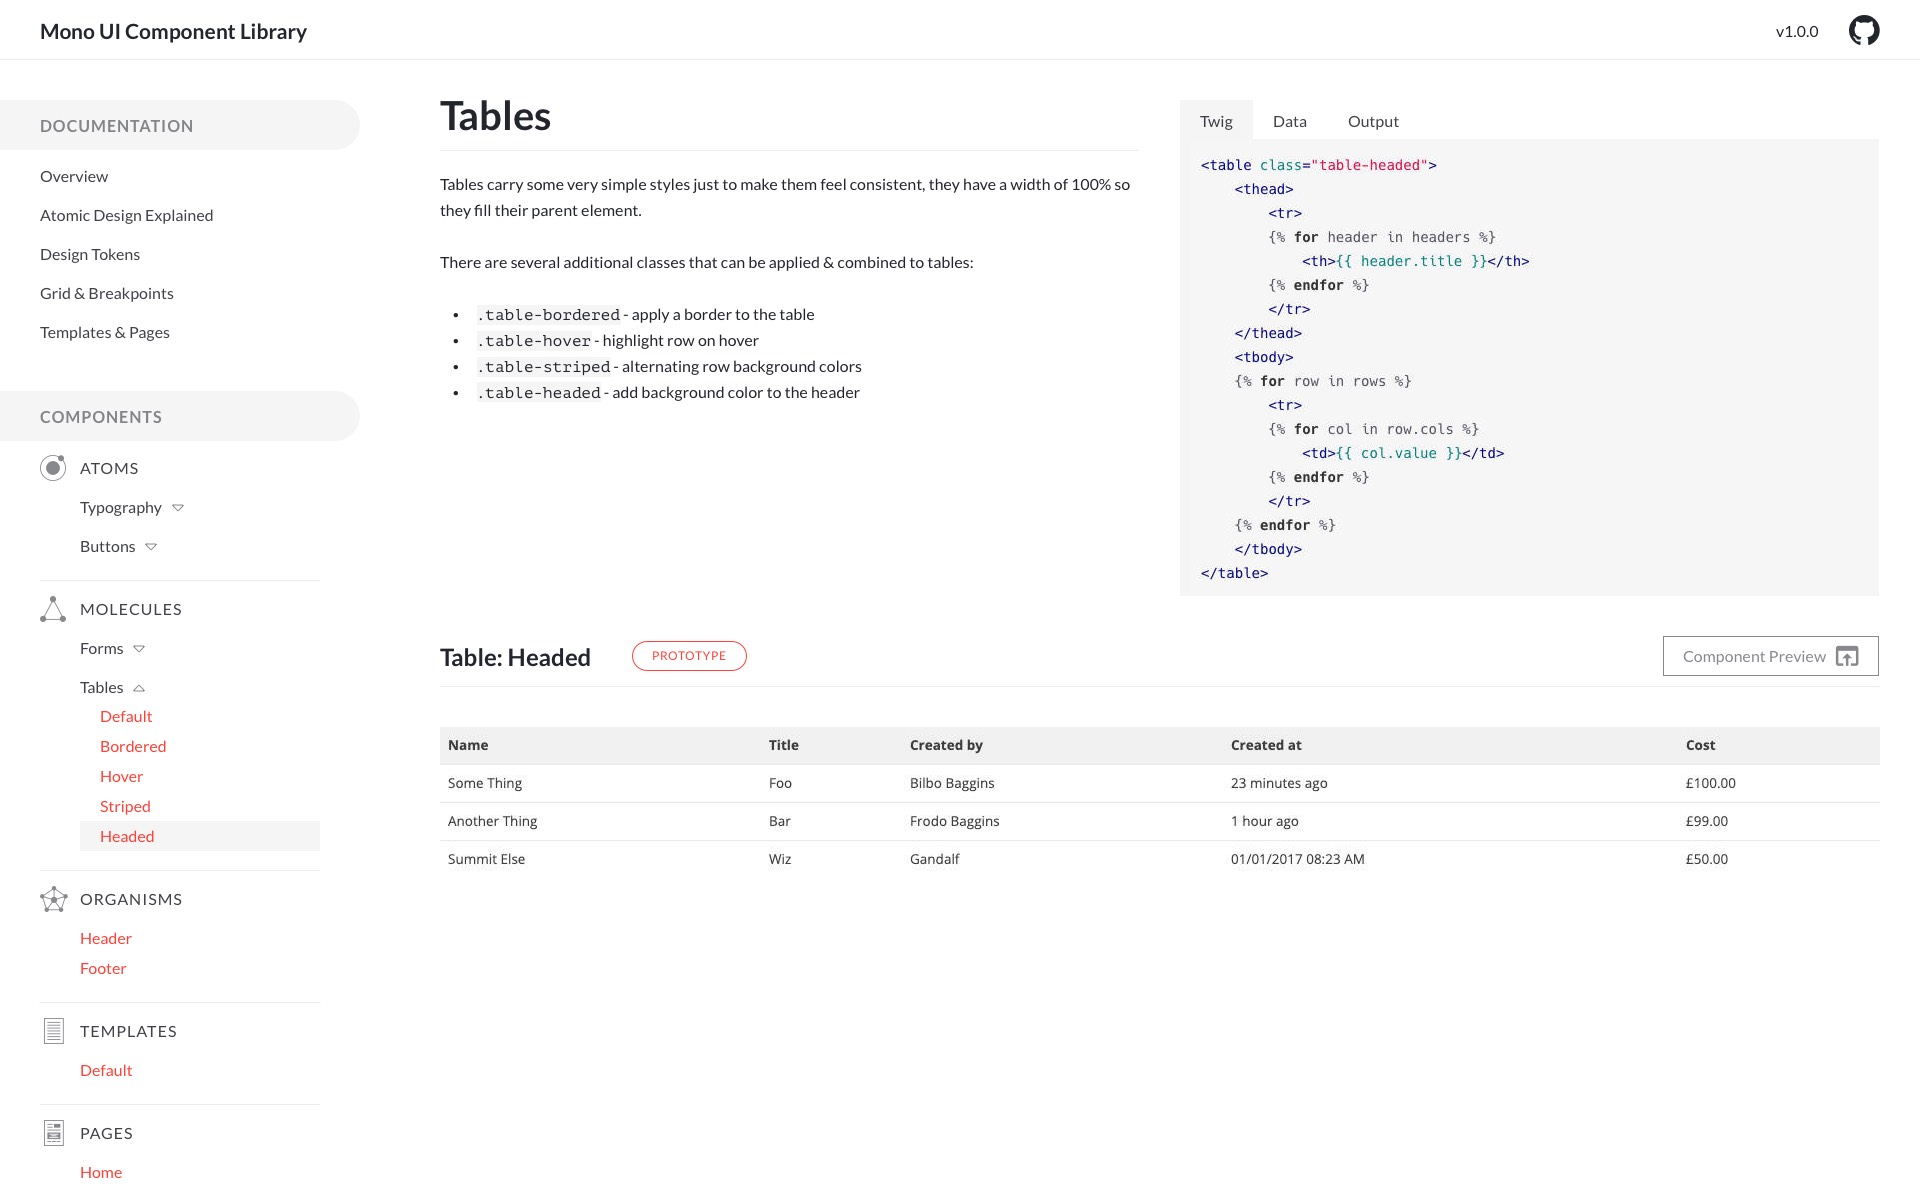 Mono UI Component Library
v1.0.0
DOCUMENTATION
Overview
Atomic Design Explained
Design Tokens
Grid & Breakpoints
Templates & Pages
COMPONENTS
ATOMS
Typography
Buttons
MOLECULES
Forms
Tables
Default
Bordered
Hover
Striped
Headed
ORGANISMS
Header
Footer
TEMPLATES
Default
PAGES
Home
Tables
Tables carry some very simple styles just to make them feel consistent, they have a width of 100% so
they fill their parent element.
There are several additional classes that can be applied & combined to tables:
• .table-bordered - apply a border to the table
• .table-hover - highlight row on hover
• .table-striped - alternating row background colors
• .table-headed - add background color to the header
Twig Data Output
<table class="table-headed">
    <thead>
        <tr>
        {% for header in headers %}
            <th>{{ header.title }}</th>
        {% endfor %}
        </tr>
    </thead>
    <tbody>
    {% for row in rows %}
        <tr>
        {% for col in row.cols %}
            <td>{{ col.value }}</td>
        {% endfor %}
        </tr>
    {% endfor %}
    </tbody>
</table>
Table: Headed PROTOTYPE Component Preview
Name Title Created by Created at Cost
Some Thing Foo Bilbo Baggins 23 minutes ago £100.00
Another Thing Bar Frodo Baggins 1 hour ago £99.00
Summit Else Wiz Gandalf 01/01/2017 08:23 AM £50.00